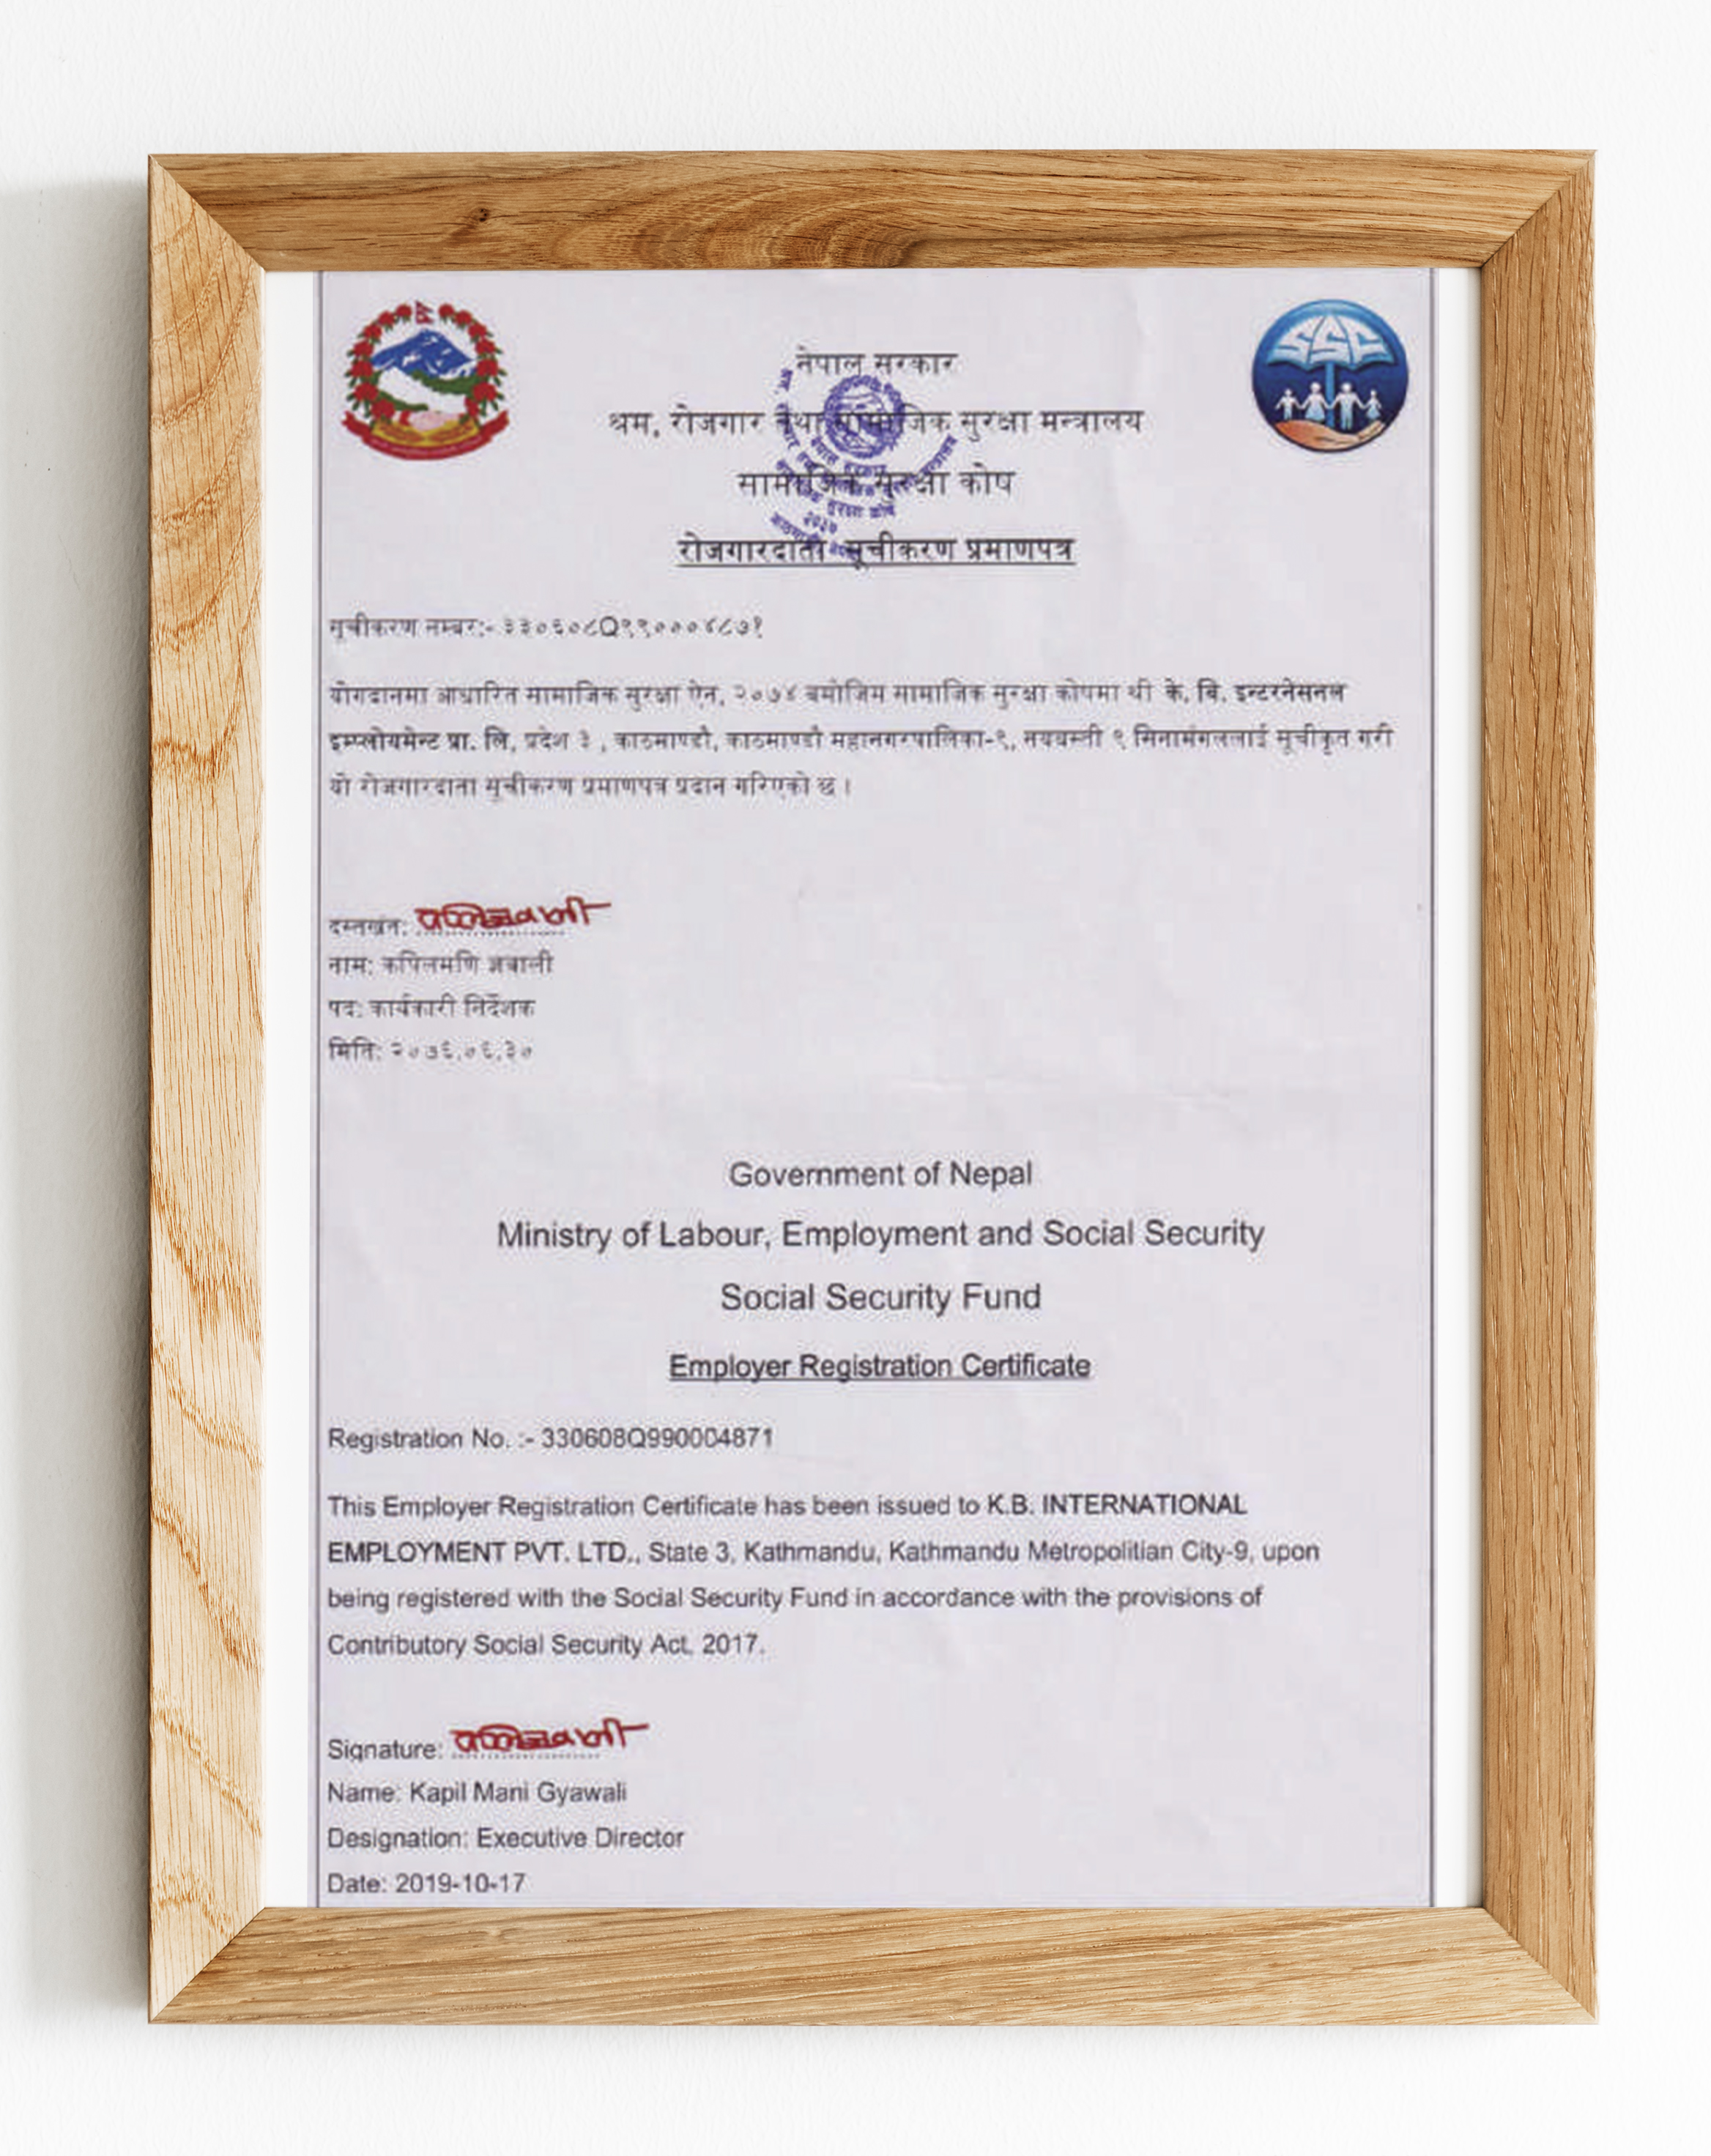 SSF
नेपाल सरकार
श्रम, रोजगार तथा सामाजिक सुरक्षा मन्त्रालय
सामाजिक सुरक्षा कोष
रोजगारदाता सूचीकरण प्रमाणपत्र
सूचीकरण नम्बर:- ३३०६०८Q९९०००४८७१
योगदानमा आधारित सामाजिक सुरक्षा ऐन, २०७४ बमोजिम सामाजिक सुरक्षा कोषमा श्री के. बि. इन्टरनेसनल
इम्प्लोयमेन्ट प्रा. लि, प्रदेश ३ , काठमाण्डौ, काठमाण्डौ महानगरपालिका-९, नयबस्ती ९ सिनामंगललाई सूचीकृत गरी
यो रोजगारदाता सूचीकरण प्रमाणपत्र प्रदान गरिएको छ ।
दस्तखत:
नाम: कपिलमणि ज्ञवाली
पद: कार्यकारी निर्देशक
मिति: २०७६.०६.३०
Government of Nepal
Ministry of Labour, Employment and Social Security
Social Security Fund
Employer Registration Certificate
Registration No. :- 330608Q990004871
This Employer Registration Certificate has been issued to K.B. INTERNATIONAL
EMPLOYMENT PVT. LTD., State 3, Kathmandu, Kathmandu Metropolitian City-9, upon
being registered with the Social Security Fund in accordance with the provisions of
Contributory Social Security Act, 2017.
Signature:
Name: Kapil Mani Gyawali
Designation: Executive Director
Date: 2019-10-17